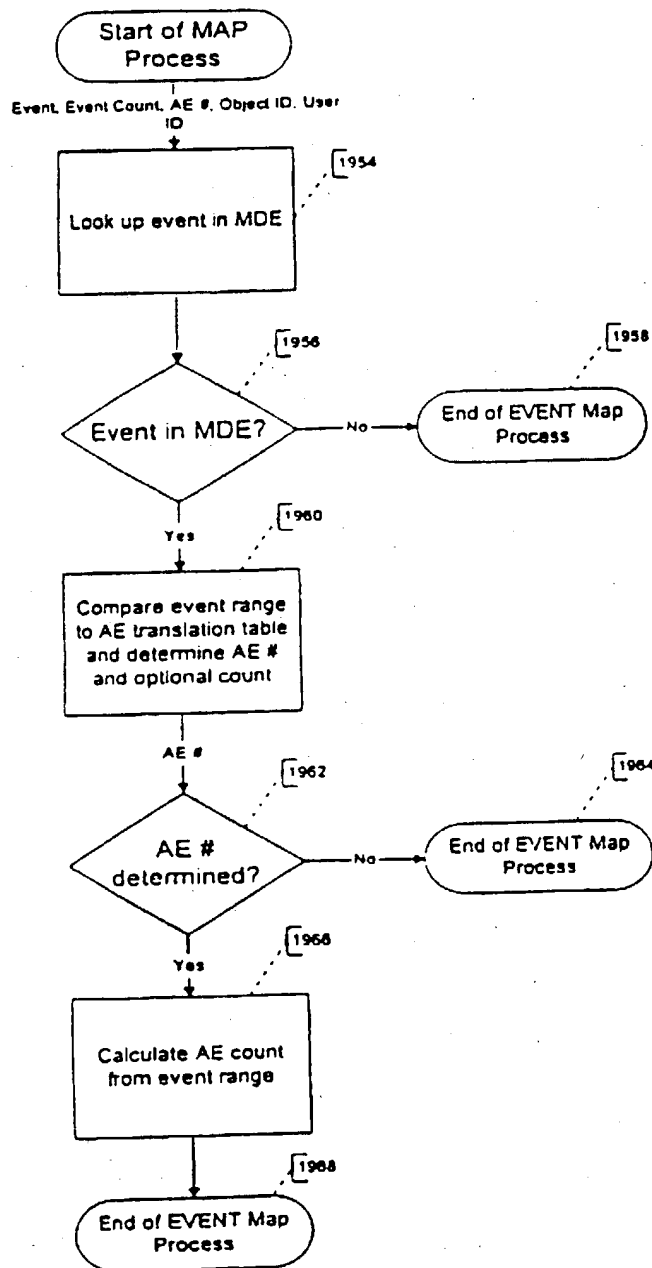 Start of MAP
Process
Event, Event Count, AE #, Object ID, User
ID
1954
Look up event in MDE
1956
1958
Event in MDE?
No
End of EVENT Map
Process
Yes
1960
Compare event range
to AE translation table
and determine AE #
and optional count
AE #
1962
1964
AE #
determined?
No
End of EVENT Map
Process
Yes
1966
Calculate AE count
from event range
1968
End of EVENT Map
Process